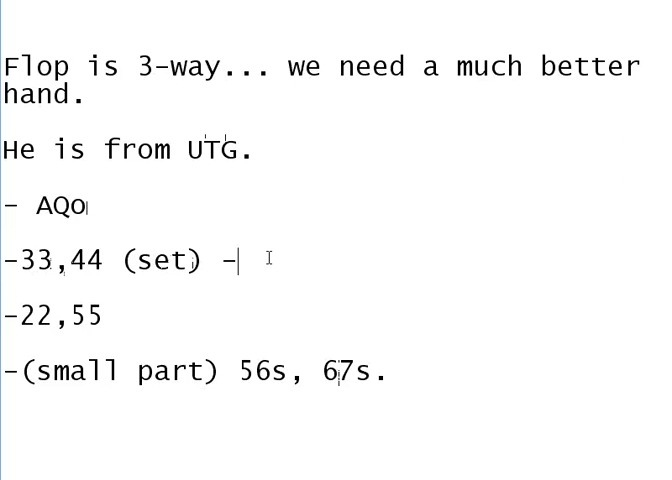 Flop is 3-way... we need a much better
hand.
He is from UTG.
- AQo
-33,44 (set) -
-22,55
-(small part) 56s, 67s.